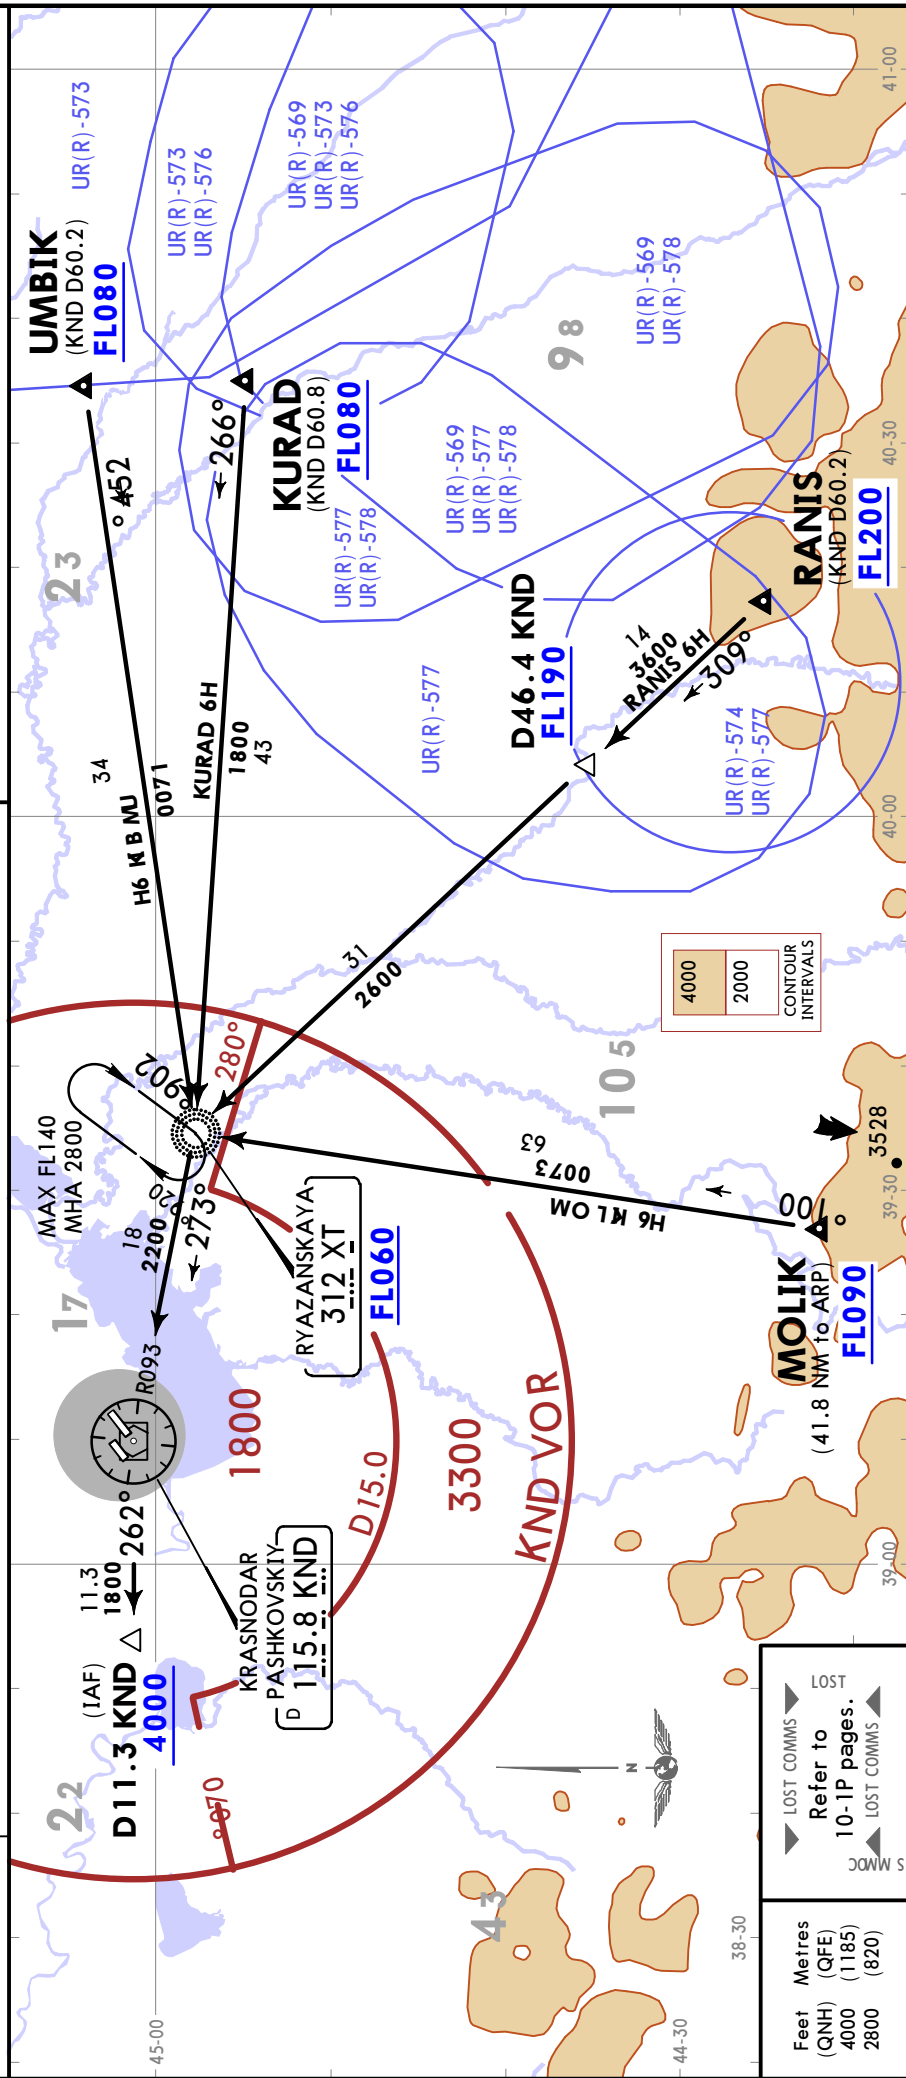 UR(R)-573
UMBIK
(KND D60.2)
FL080
UR(R)-573
UR(R)-576
UR(R)-569
UR(R)-573
UR(R)-576
41-00
UR(R)-569
UR(R)-578
9⁸
2³
° 452
266°
KURAD
(KND D60.8)
FL080
40-30
UR(R)-569
UR(R)-577
UR(R)-578
UR(R)-577
UR(R)-578
RANIS
(KND D60.2)
FL200
D46.4 KND
FL190
14
3600
RANIS 6H
309°
UR(R)-577
UR(R)-574
UR(R)-577
34
0071
KURAD 6H
1800
43
40-00
31
2600
4000
2000
CONTOUR
INTERVALS
280°
10⁵
MAX FL140
MHA 2800
18
2200
273°
RYAZANSKAYA
312 XT
FL060
63
0073
3528
39-30
00
°
MOLIK
(41.8 NM to ARP)
FL090
1⁷
R093
1800
D15.0
3300
KND VOR
11.3
1800
262°
(IAF)
D11.3 KND
4000
KRASNODAR
PASHKOVSKIY
D 115.8 KND
39-00
2²
070°
4³
N
LOST COMMS
LOST
Refer to
10-1P pages.
LOST COMMS
38-30
Feet Metres
(QNH) (QFE)
4000 (1185)
2800 (820)
45-00
44-30